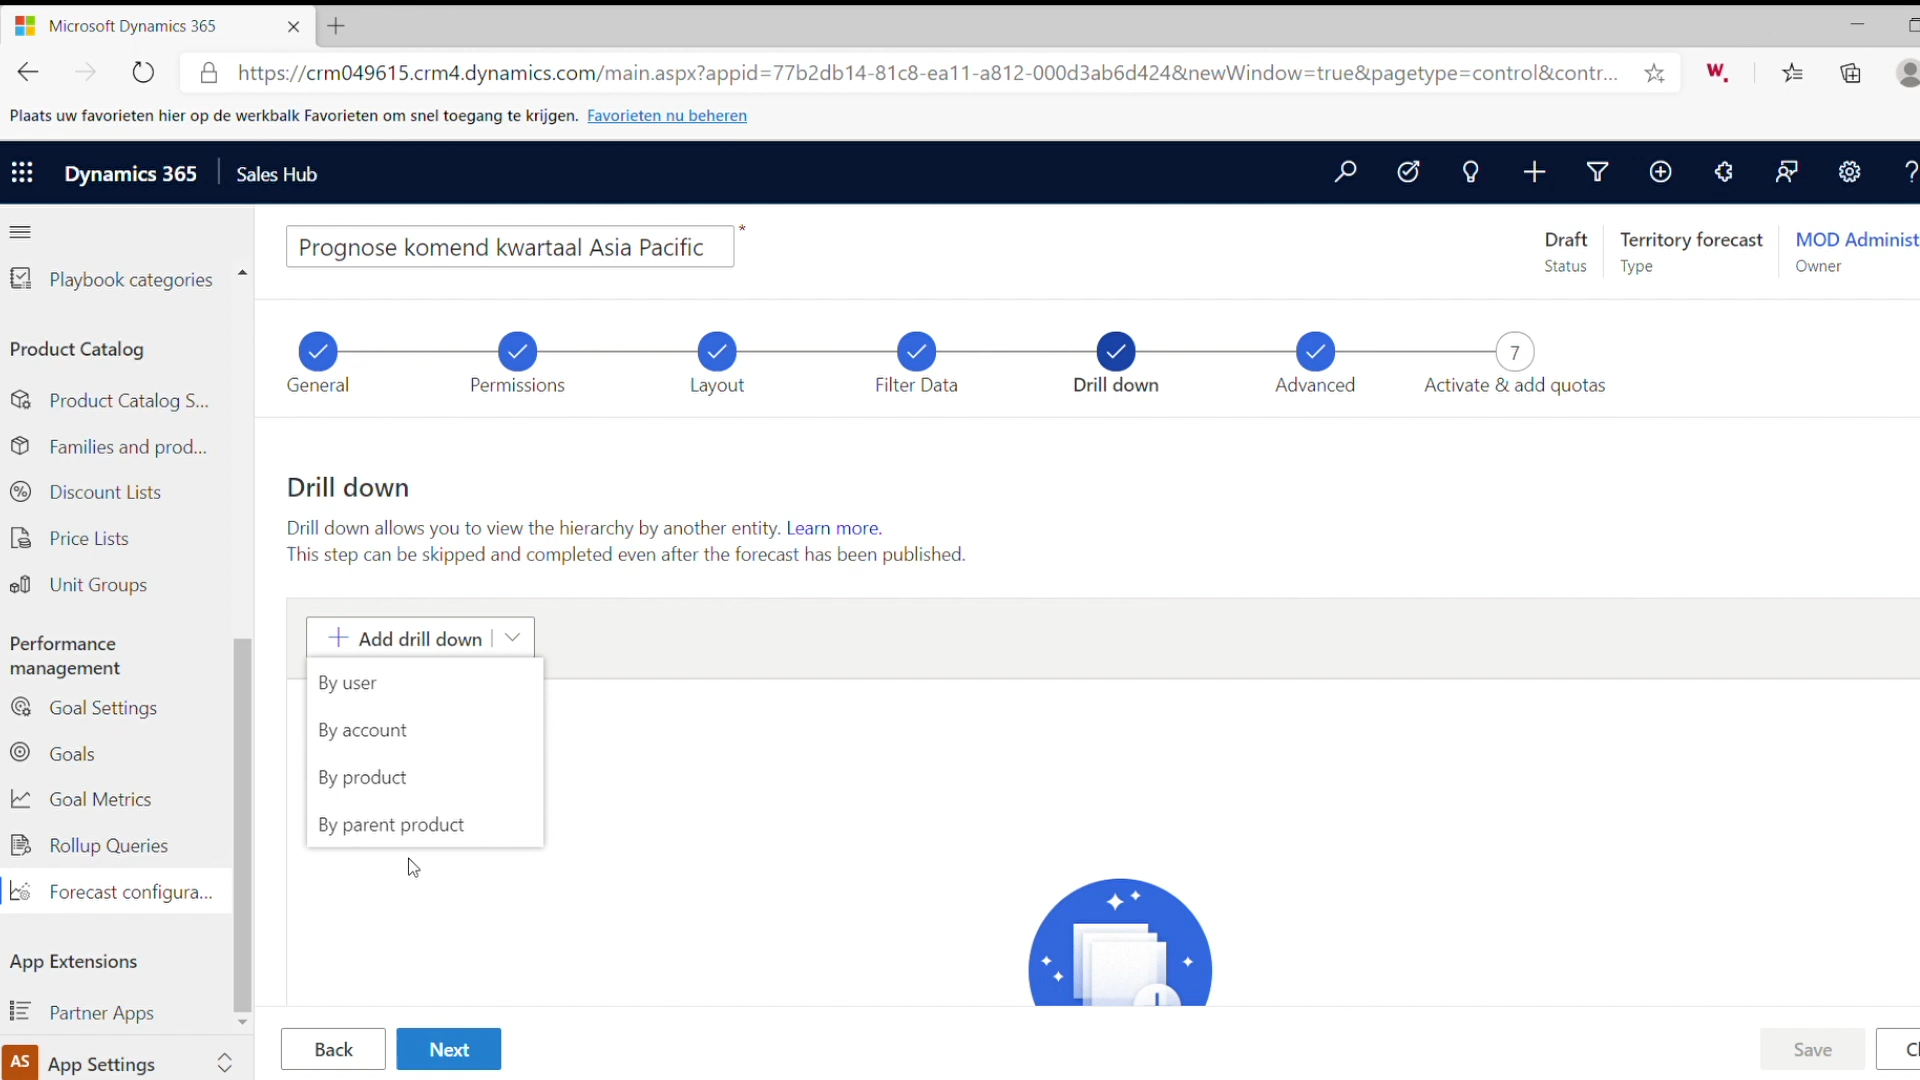 Microsoft Dynamics 365
https://crm049615.crm4.dynamics.com/main.aspx?appid=77b2db14-81c8-ea11-a812-000d3ab6d424&newWindow=true&pagetype=control&contr...
W.
Plaats uw favorieten hier op de werkbalk Favorieten om snel toegang te krijgen. Favorieten nu beheren
Dynamics 365 Sales Hub
?
Prognose komend kwartaal Asia Pacific *
Draft
Status
Territory forecast
Type
MOD Administ
Owner
Playbook categories
Product Catalog
Product Catalog S...
Families and prod...
Discount Lists
Price Lists
Unit Groups
Performance
management
Goal Settings
Goals
Goal Metrics
Rollup Queries
Forecast configura...
App Extensions
Partner Apps
AS App Settings
General
Permissions
Layout
Filter Data
Drill down
Advanced
7
Activate & add quotas
Drill down
Drill down allows you to view the hierarchy by another entity. Learn more.
This step can be skipped and completed even after the forecast has been published.
Add drill down
By user
By account
By product
By parent product
Back
Next
Save